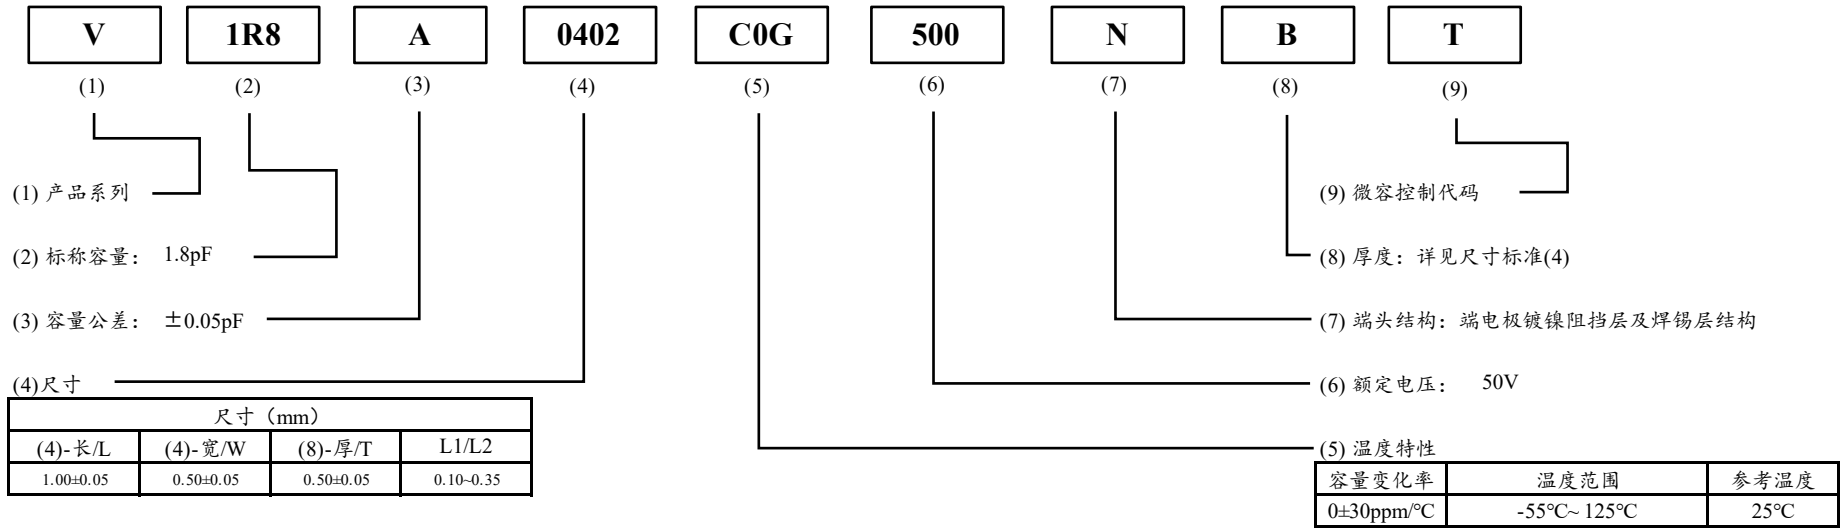 V 1R8 A 0402 C0G 500 N B T
(1) (2) (3) (4) (5) (6) (7) (8) (9)
(1) 产品系列
(9) 微容控制代码
(2) 标称容量: 1.8pF
(8) 厚度: 详见尺寸标准(4)
(3) 容量公差: ±0.05pF
(7) 端头结构: 端电极镀镍阻挡层及焊锡层结构
(4)尺寸
(6) 额定电压: 50V
尺寸（mm）
(4)-长/L (4)-宽/W (8)-厚/T L1/L2
1.00±0.05 0.50±0.05 0.50±0.05 0.10~0.35
(5) 温度特性
容量变化率 温度范围 参考温度
0±30ppm/℃ -55℃~ 125℃ 25℃